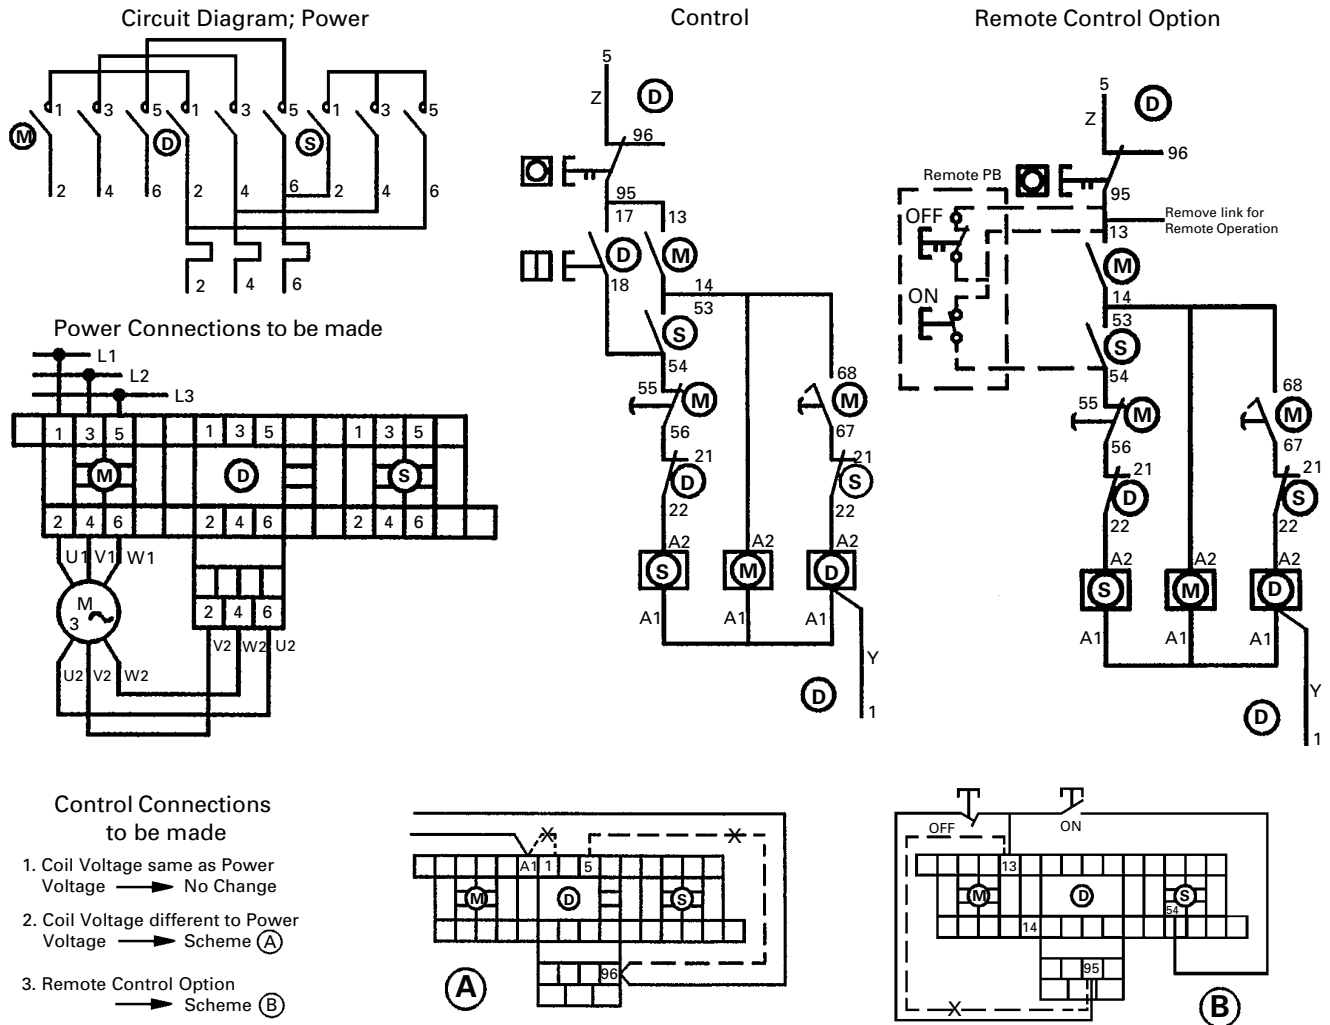 Circuit Diagram; Power
1 3 5 1 3 5 1 3 5
M D S
2 4 6 2 4 6 2 4 6
2 4 6
Power Connections to be made
L1
L2
L3
1 3 5 1 3 5 1 3 5
M D S
2 4 6 2 4 6 2 4 6
U1 V1 W1
M
3
2 4 6
V2 W2 U2
U2 V2 W2
Control
5
Z D
96
95
17 13
D M
18 14
53
S
54
55 M
56
21
D
22
68
M
67
21
S
22
A2 A2 A2
S M D
A1 A1 A1
Y
D
1
Remote Control Option
5
Z D
96
95
Remote PB
OFF
ON
Remove link for
Remote Operation
13
M
14
53
S
54
55 M
56
21
D
22
68
M
67
21
S
22
A2 A2 A2
S M D
A1 A1 A1
Y
D
1
Control Connections
to be made
1. Coil Voltage same as Power
Voltage No Change
2. Coil Voltage different to Power
Voltage Scheme A
3. Remote Control Option
Scheme B
X X
A1 1 5
M D S
96
A
OFF ON
13
M D S
54
14
95
X
B